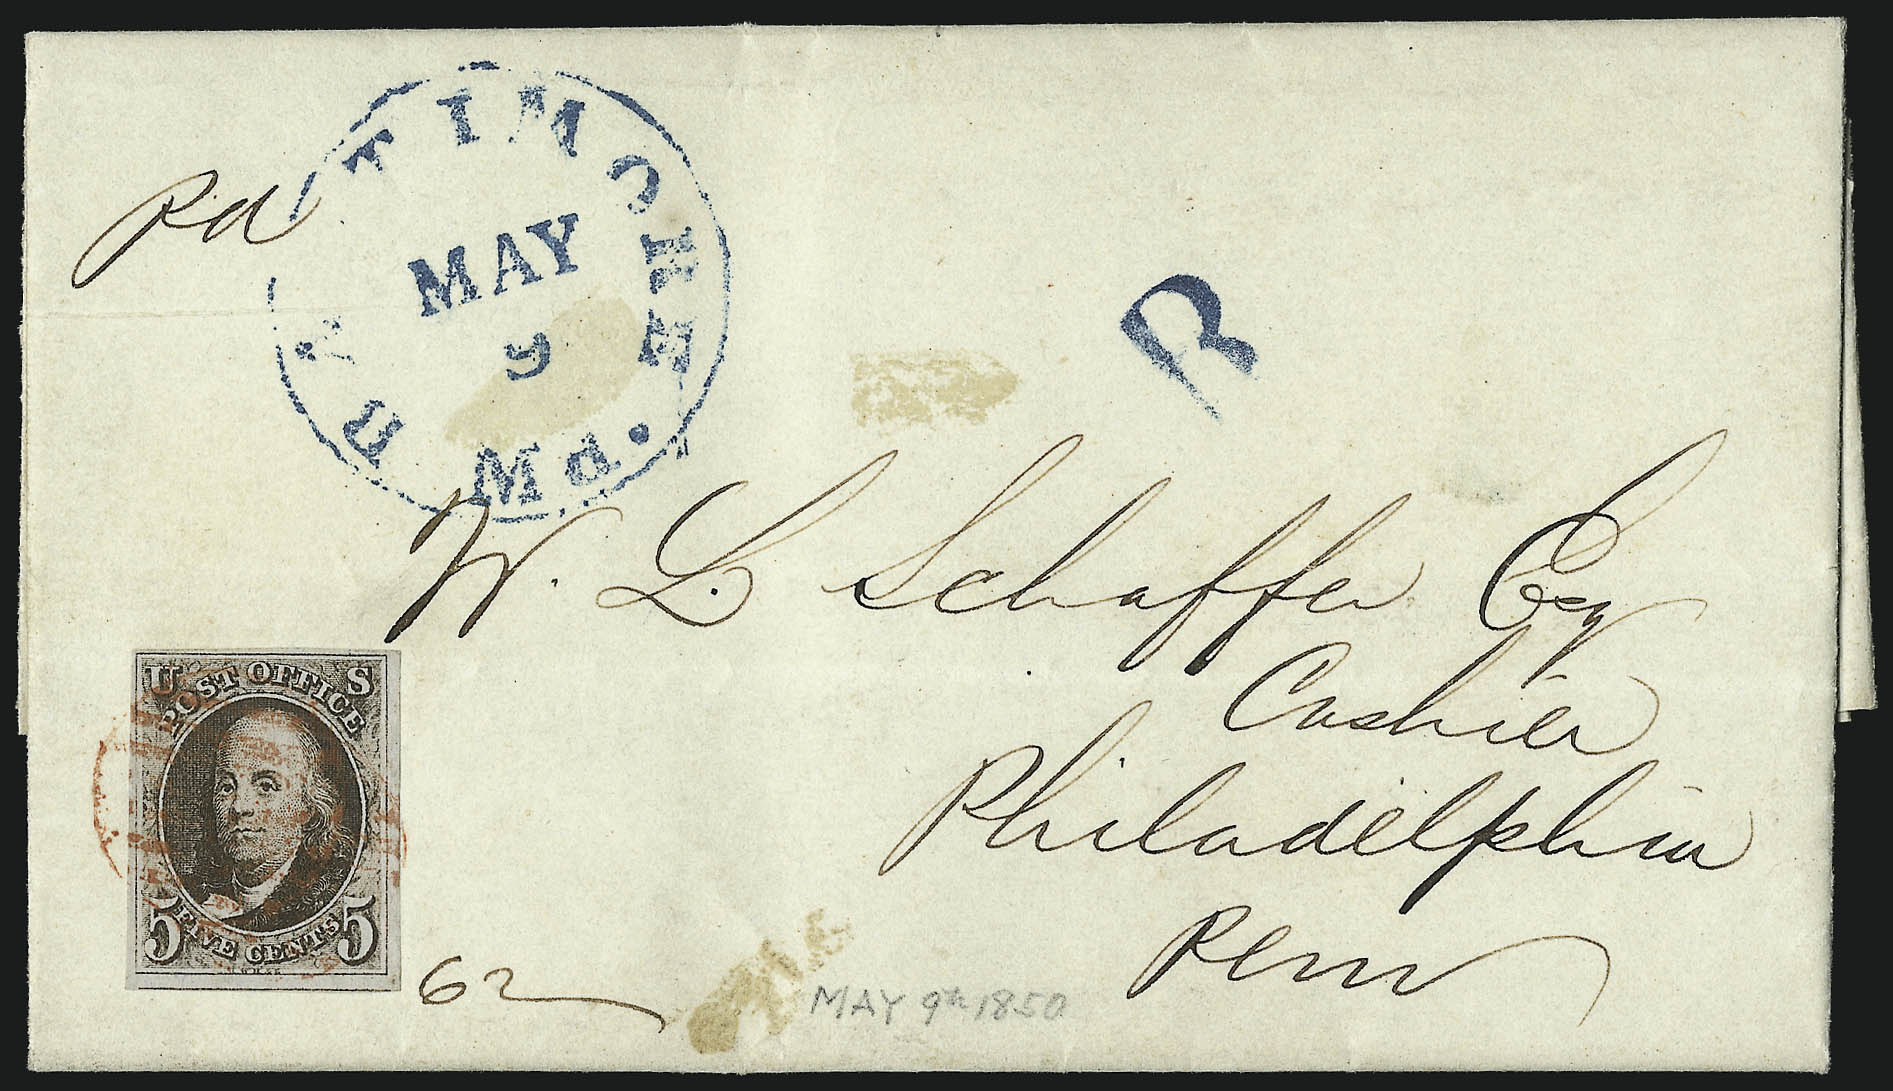 BALTIMORE Md.
MAY
9
Pd
R
W. L. Schaffer Esq
Cashier
Philadelphia
Penn
U S
POST OFFICE
5 FIVE CENTS 5
62
MAY 9th 1850